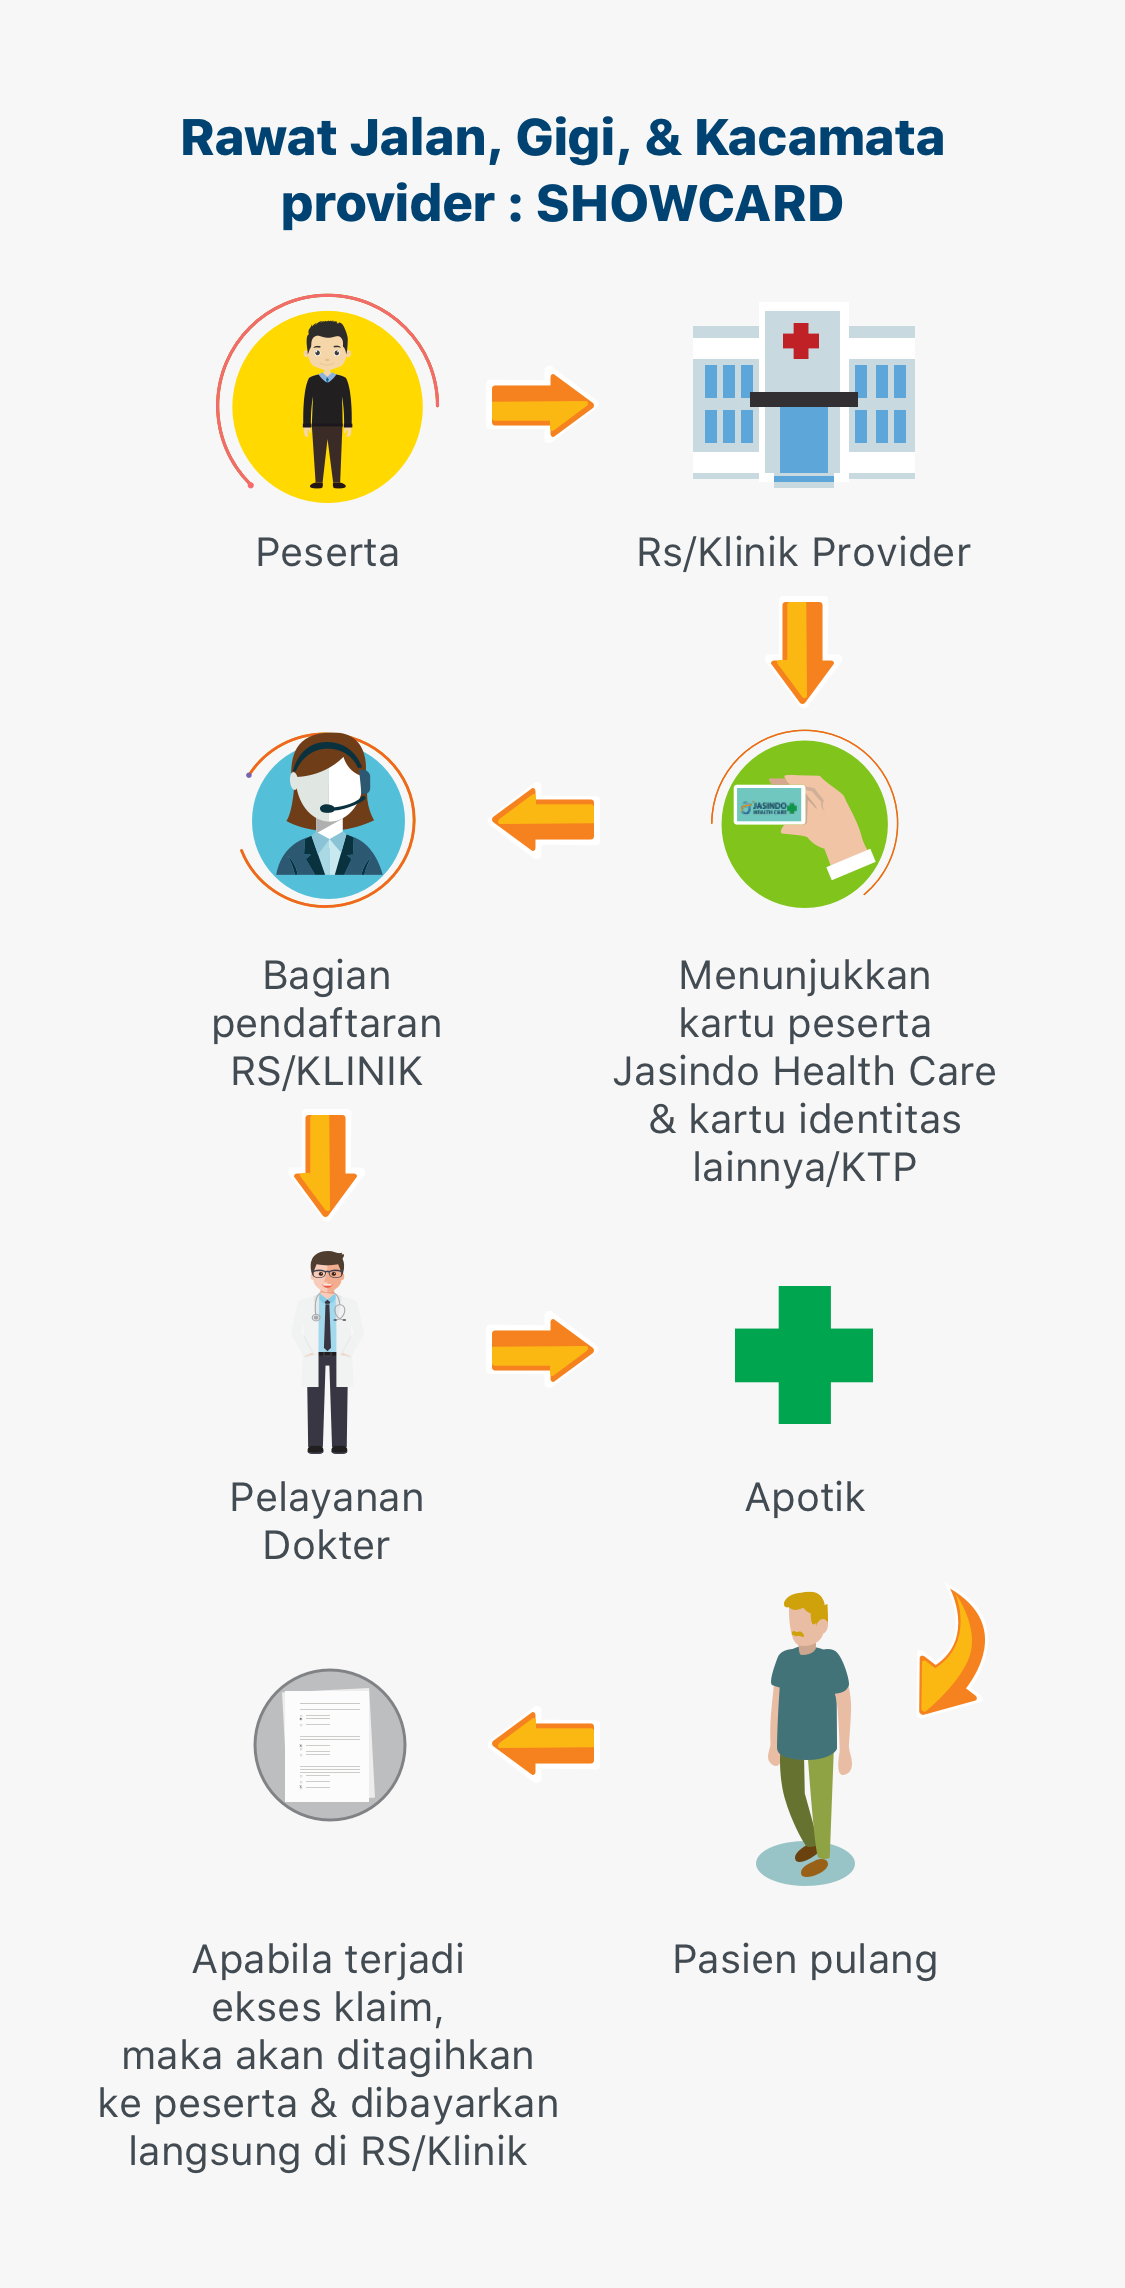 Rawat Jalan, Gigi, & Kacamata
provider : SHOWCARD
Peserta
Rs/Klinik Provider
JASINDO
HEALTH CARE
Menunjukkan
kartu peserta
Jasindo Health Care
& kartu identitas
lainnya/KTP
Bagian
pendaftaran
RS/KLINIK
Pelayanan
Dokter
Apotik
Pasien pulang
Apabila terjadi
ekses klaim,
maka akan ditagihkan
ke peserta & dibayarkan
langsung di RS/Klinik